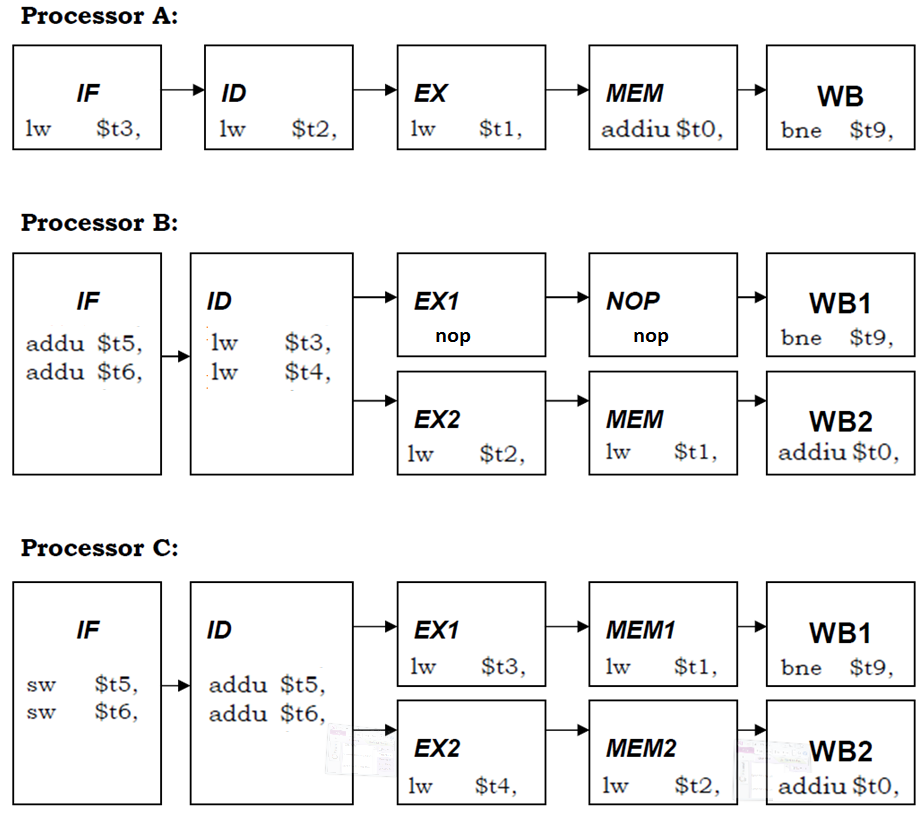 Processor A:
IF ID EX MEM WB
lw $t3, lw $t2, lw $t1, addiu $t0, bne $t9,
Processor B:
IF ID EX1 NOP WB1
nop nop bne $t9,
addu $t5, lw $t3,
addu $t6, lw $t4,
EX2 MEM WB2
lw $t2, lw $t1, addiu $t0,
Processor C:
IF ID EX1 MEM1 WB1
lw $t3, lw $t1, bne $t9,
sw $t5, addu $t5,
sw $t6, addu $t6,
EX2 MEM2 WB2
lw $t4, lw $t2, addiu $t0,